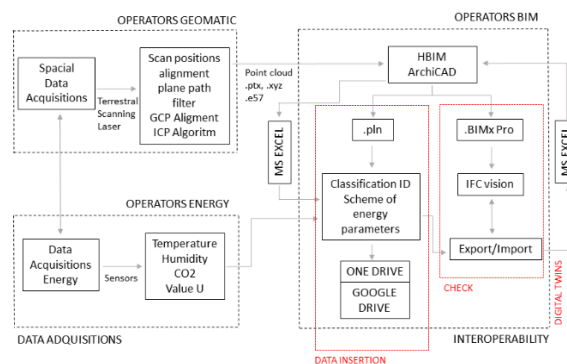 OPERATORS GEOMATIC
Spacial
Data
Acquisitions
Terrestral
Scanning
Laser
Scan positions
alignment
plane path
filter
GCP Aligment
ICP Algoritm
Point cloud
.ptx, .xyz
.e57
OPERATORS BIM
HBIM
ArchiCAD
MS EXCEL
.pln
.BIMx Pro
MS EXCEL
Classification ID
Scheme of
energy
parameters
IFC vision
Export/Import
ONE DRIVE
GOOGLE
DRIVE
CHECK
DIGITAL TWINS
INTEROPERABILITY
DATA INSERTION
OPERATORS ENERGY
Data
Acquisitions
Energy
Sensors
Temperature
Humidity
CO2
Value U
DATA ADQUISITIONS